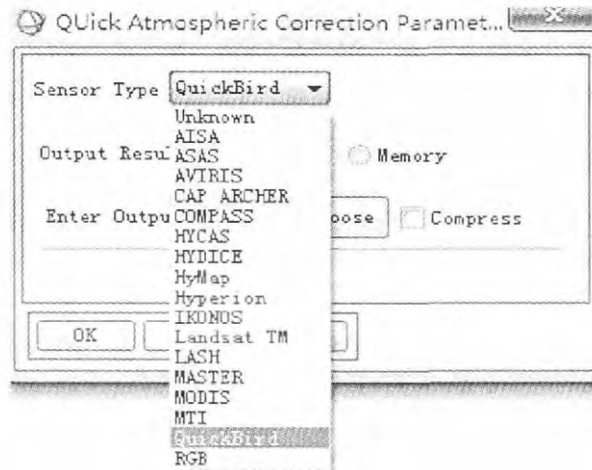 QUick Atmospheric Correction Paramet...
Sensor Type QuickBird
Unknown
AISA
Output Resu
ASAS
Memory
AVIRIS
CAP ARCHER
Enter Outpu
COMPASS
oose
Compress
HYCAS
HYDICE
HyMap
Hyperion
IKONOS
OK
Landsat TM
LASH
MASTER
MODIS
MTI
QuickBird
RGB